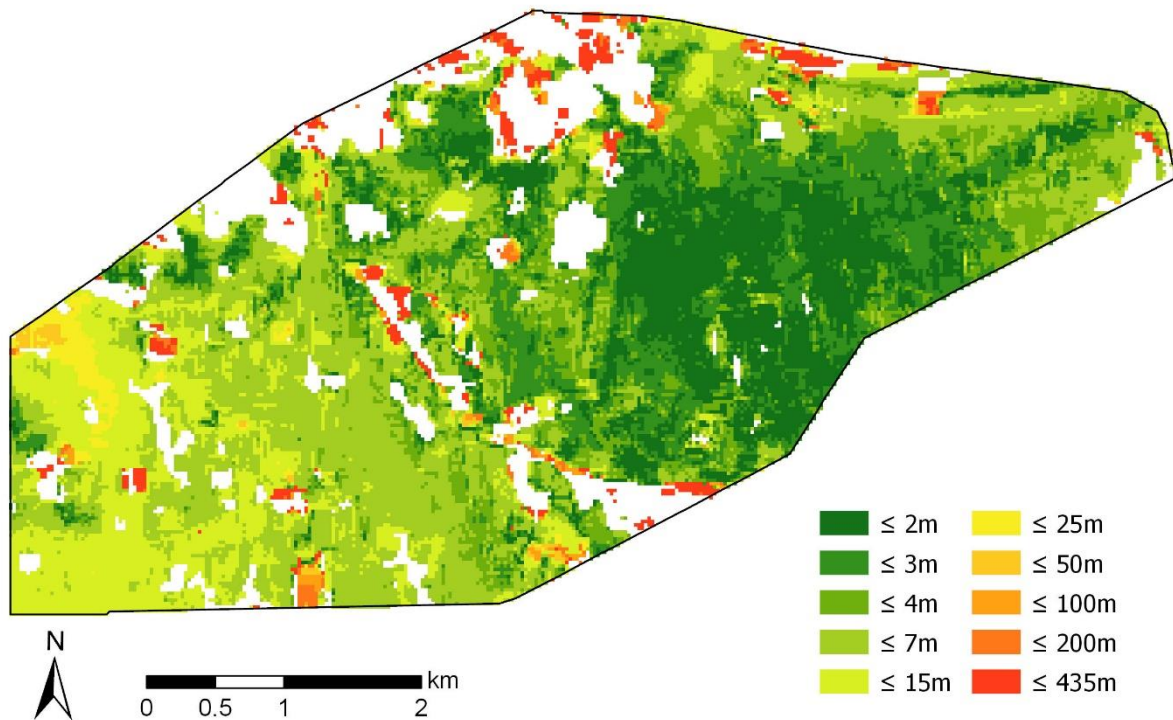 ≤ 2m
≤ 25m
≤ 3m
≤ 50m
≤ 4m
≤ 100m
≤ 7m
≤ 200m
≤ 15m
≤ 435m
N
km
0 0.5 1 2